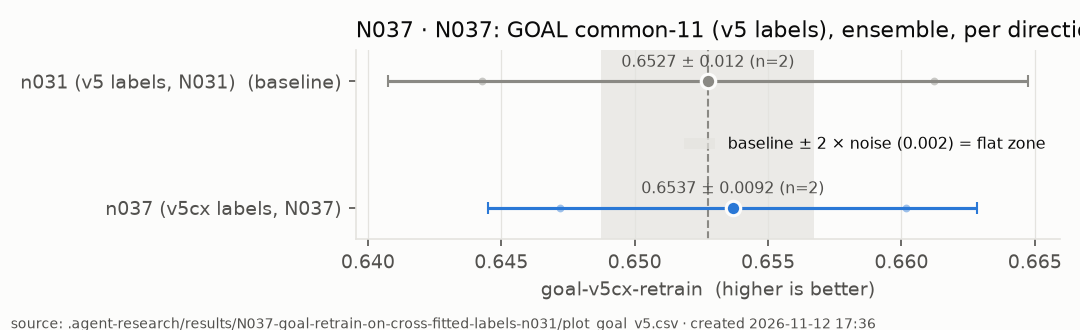 N037 · N037: GOAL common-11 (v5 labels), ensemble, per directi
n031 (v5 labels, N031)  (baseline)
0.6527 ± 0.012 (n=2)
baseline ± 2 × noise (0.002) = flat zone
n037 (v5cx labels, N037)
0.6537 ± 0.0092 (n=2)
0.640 0.645 0.650 0.655 0.660 0.665
goal-v5cx-retrain  (higher is better)
source: .agent-research/results/N037-goal-retrain-on-cross-fitted-labels-n031/plot_goal_v5.csv · created 2026-11-12 17:36